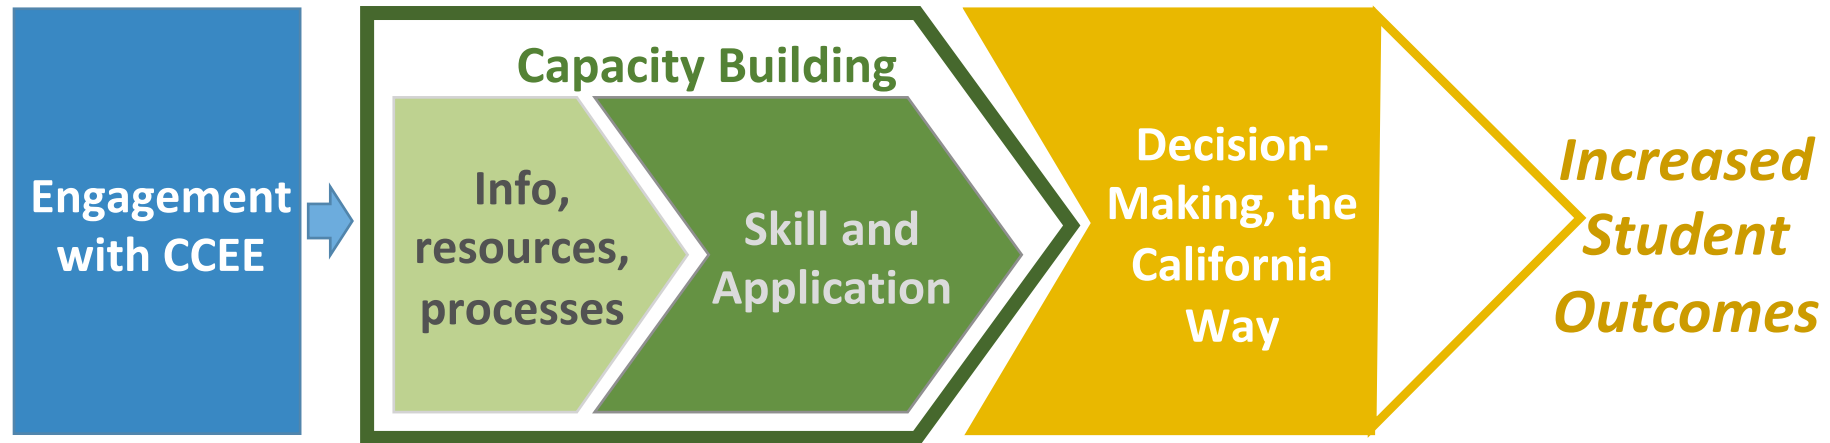 Engagement
with CCEE
Capacity Building
Info,
resources,
processes
Skill and
Application
Decision-
Making, the
California
Way
Increased
Student
Outcomes